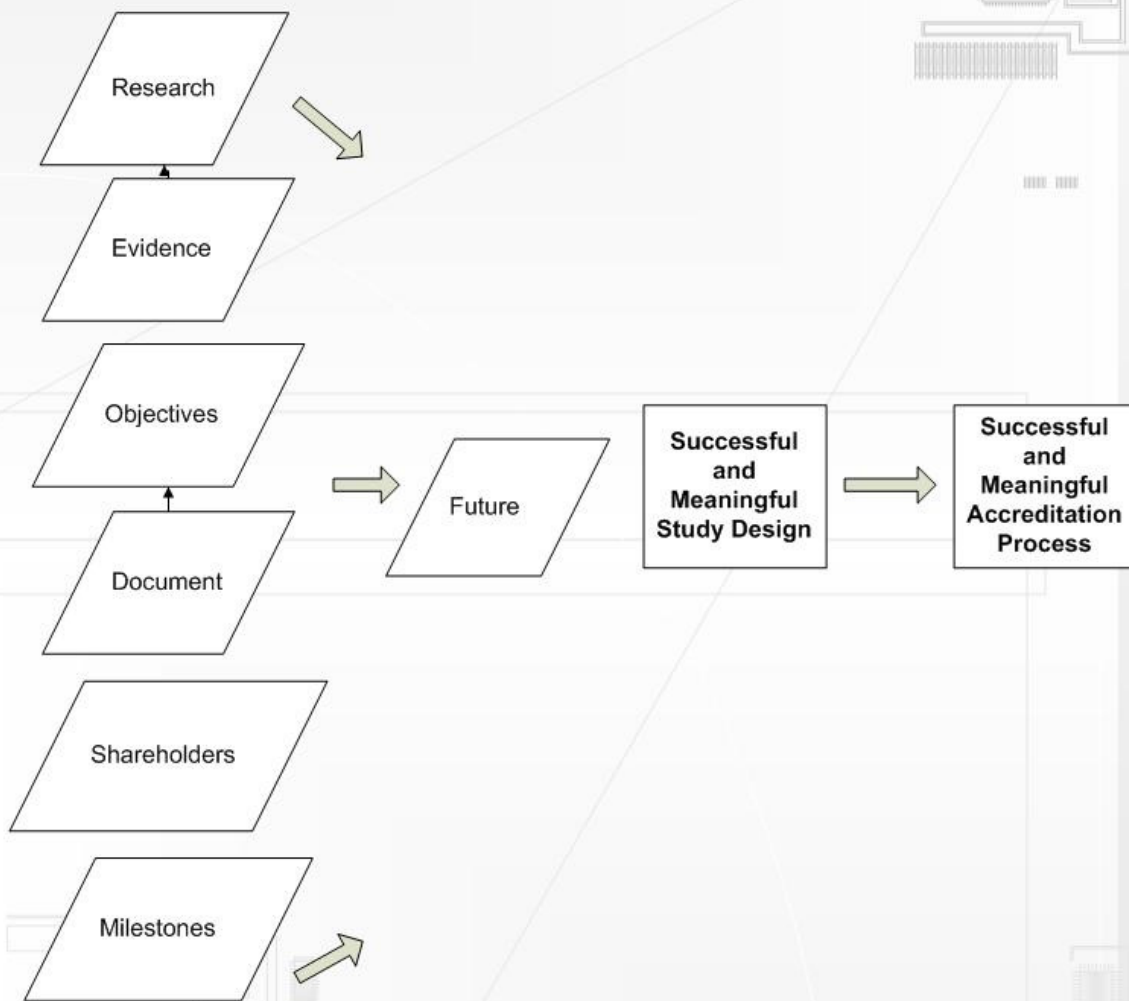 Research
Evidence
Objectives
Document
Shareholders
Milestones
Future
Successful
and
Meaningful
Study Design
Successful
and
Meaningful
Accreditation
Process